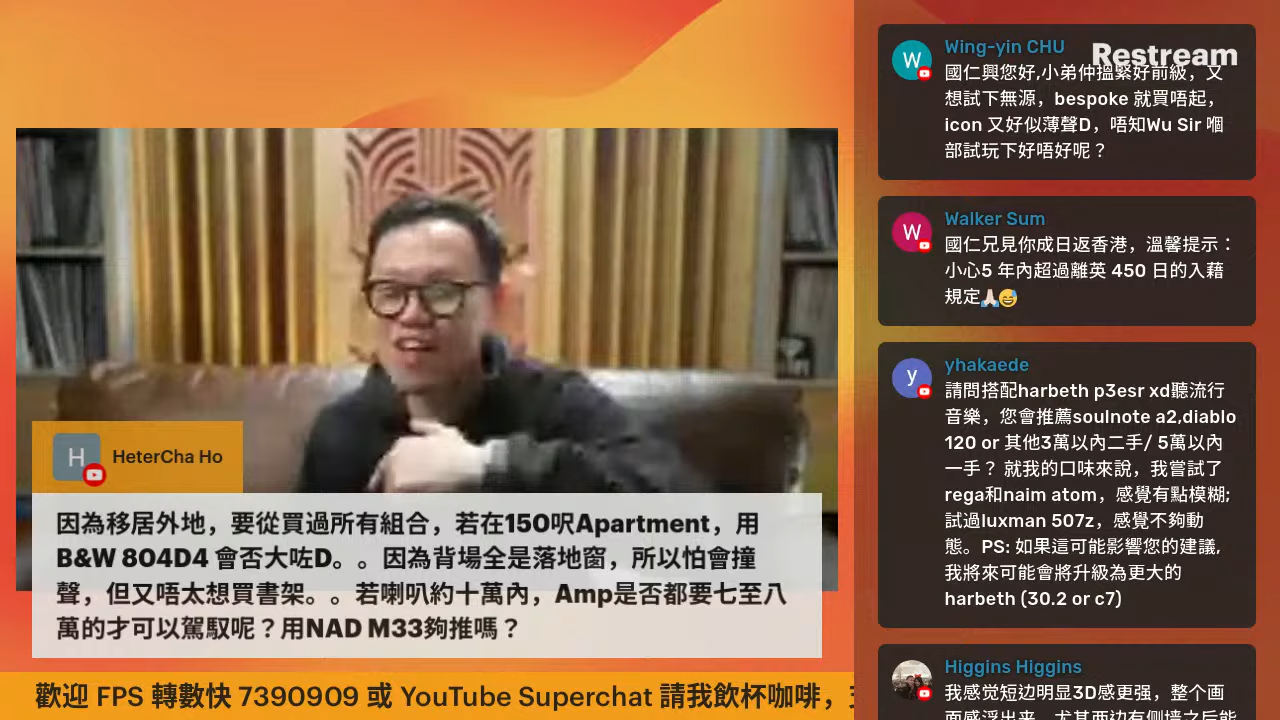 HeterCha Ho
因為移居外地，要從買過所有組合，若在150呎Apartment，用
B&W 804D4 會否大咗D。。因為背場全是落地窗，所以怕會撞
聲，但又唔太想買書架。。若喇叭約十萬內，Amp是否都要七至八
萬的才可以駕馭呢？用NAD M33夠推嗎？
歡迎 FPS 轉數快 7390909 或 YouTube Superchat 請我飲杯咖啡，
Restream
W
Wing-yin CHU
國仁興您好,小弟仲搵緊好前級，又
想試下無源，bespoke 就買唔起，
icon 又好似薄聲D，唔知Wu Sir 嗰
部試玩下好唔好呢？
W
Walker Sum
國仁兄見你成日返香港，溫馨提示：
小心5 年內超過離英 450 日的入藉
規定🙏🏻😅
y
yhakaede
請問搭配harbeth p3esr xd聽流行
音樂，您會推薦soulnote a2,diablo
120 or 其他3萬以內二手/ 5萬以內
一手？ 就我的口味來說，我嘗試了
rega和naim atom，感覺有點模糊;
試過luxman 507z，感覺不夠動
態。PS: 如果這可能影響您的建議,
我將來可能會將升級為更大的
harbeth (30.2 or c7)
Higgins Higgins
我感觉短边明显3D感更强，整个画
面感浮出来，尤其两边有侧墙之后能
H